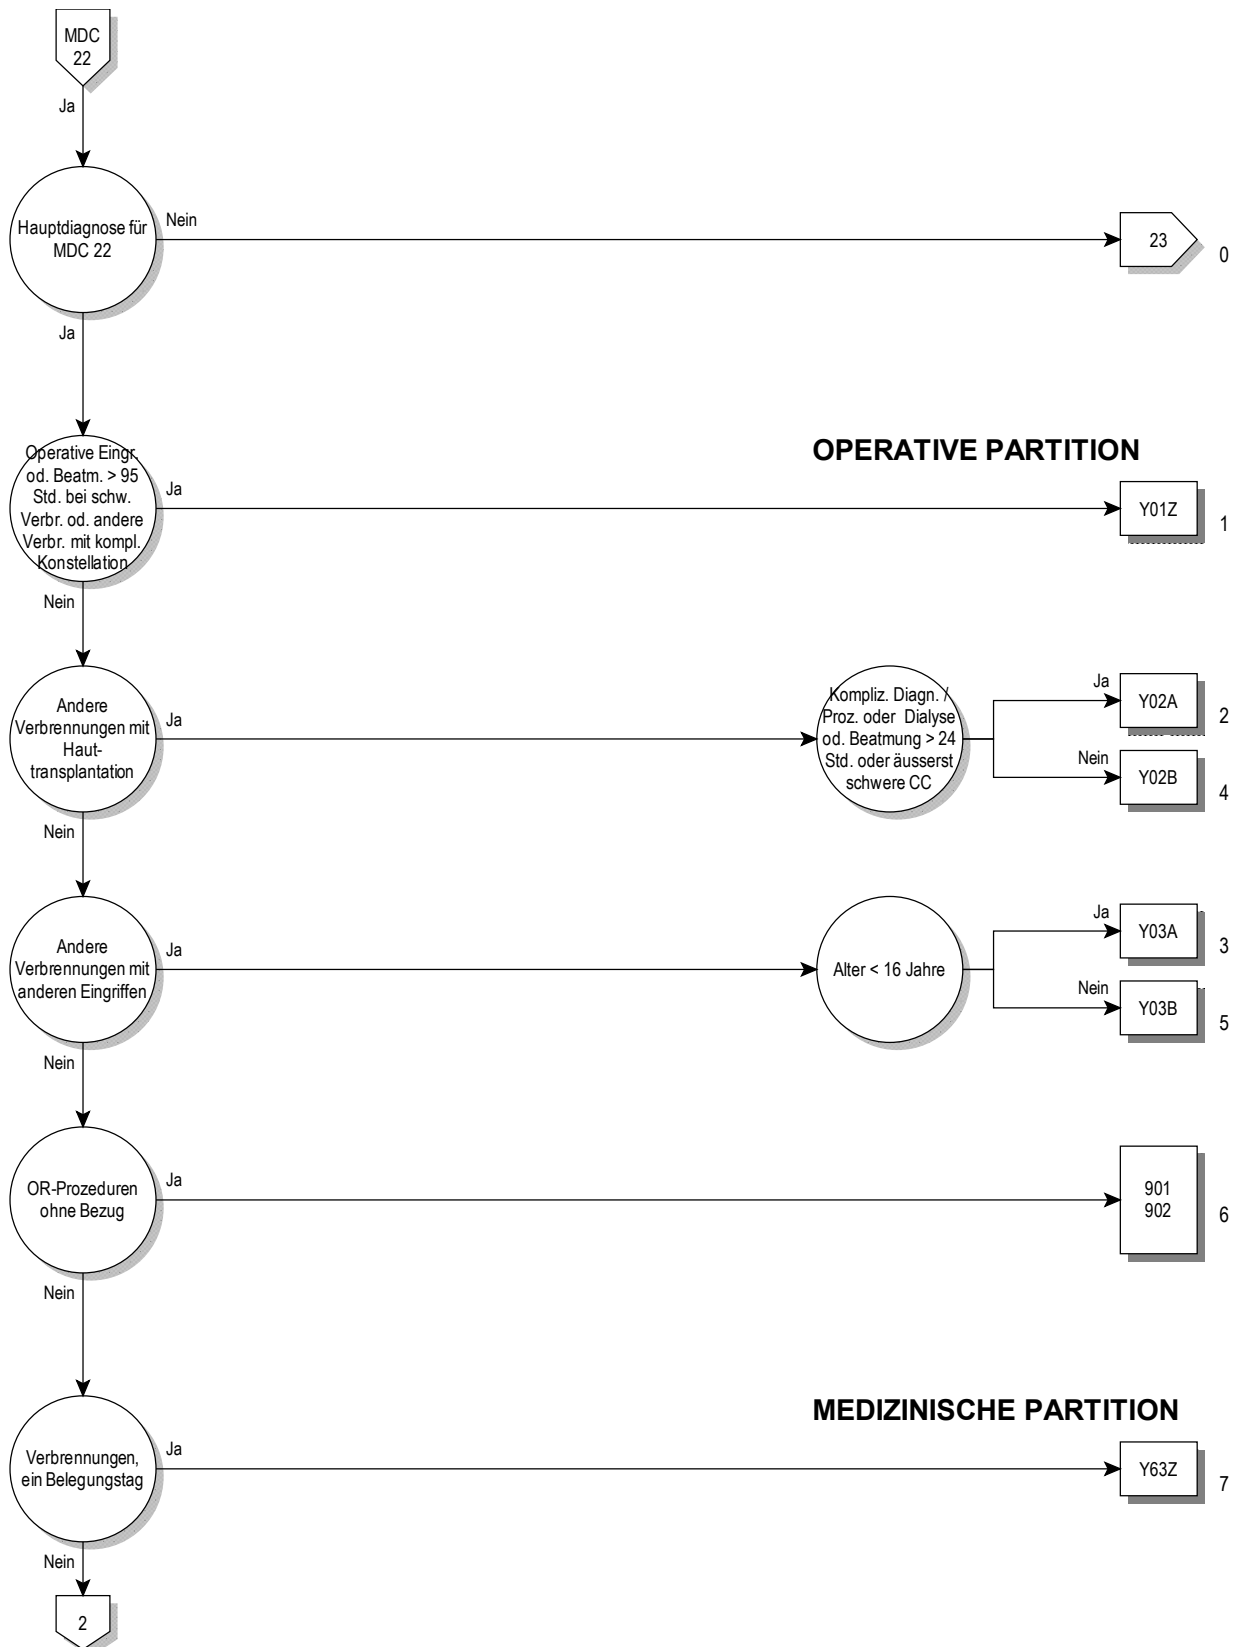 MDC
22
Ja
Hauptdiagnose für
MDC 22
Nein
23
0
Ja
OPERATIVE PARTITION
Operative Eingr.
od. Beatm. > 95
Std. bei schw.
Verbr. od. andere
Verbr. mit kompl.
Konstellation
Ja
Y01Z
1
Nein
Andere
Verbrennungen mit
Haut-
transplantation
Ja
Kompliz. Diagn. /
Proz. oder Dialyse
od. Beatmung > 24
Std. oder äusserst
schwere CC
Ja
Y02A
2
Nein
Y02B
4
Nein
Andere
Verbrennungen mit
anderen Eingriffen
Ja
Alter < 16 Jahre
Ja
Y03A
3
Nein
Y03B
5
Nein
OR-Prozeduren
ohne Bezug
Ja
901
902
6
Nein
MEDIZINISCHE PARTITION
Verbrennungen,
ein Belegungstag
Ja
Y63Z
7
Nein
2